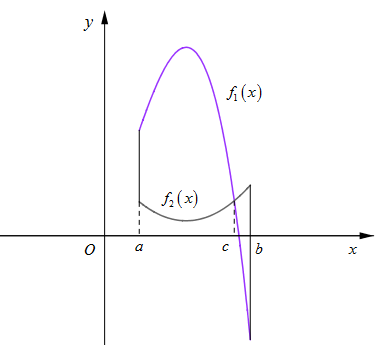 y
f₁(x)
f₂(x)
O a c b x